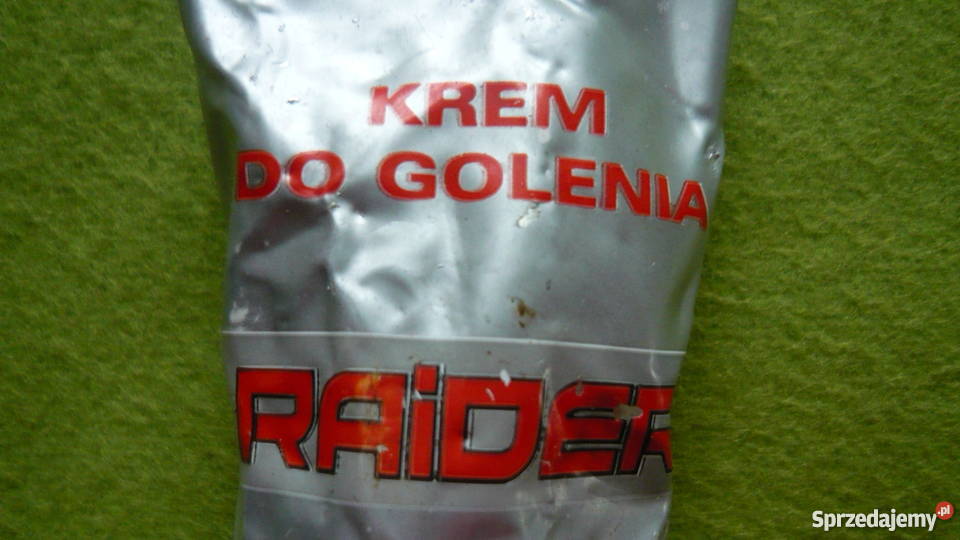 KREM
DO GOLENIA
RAiDER
Sprzedajemy.pl